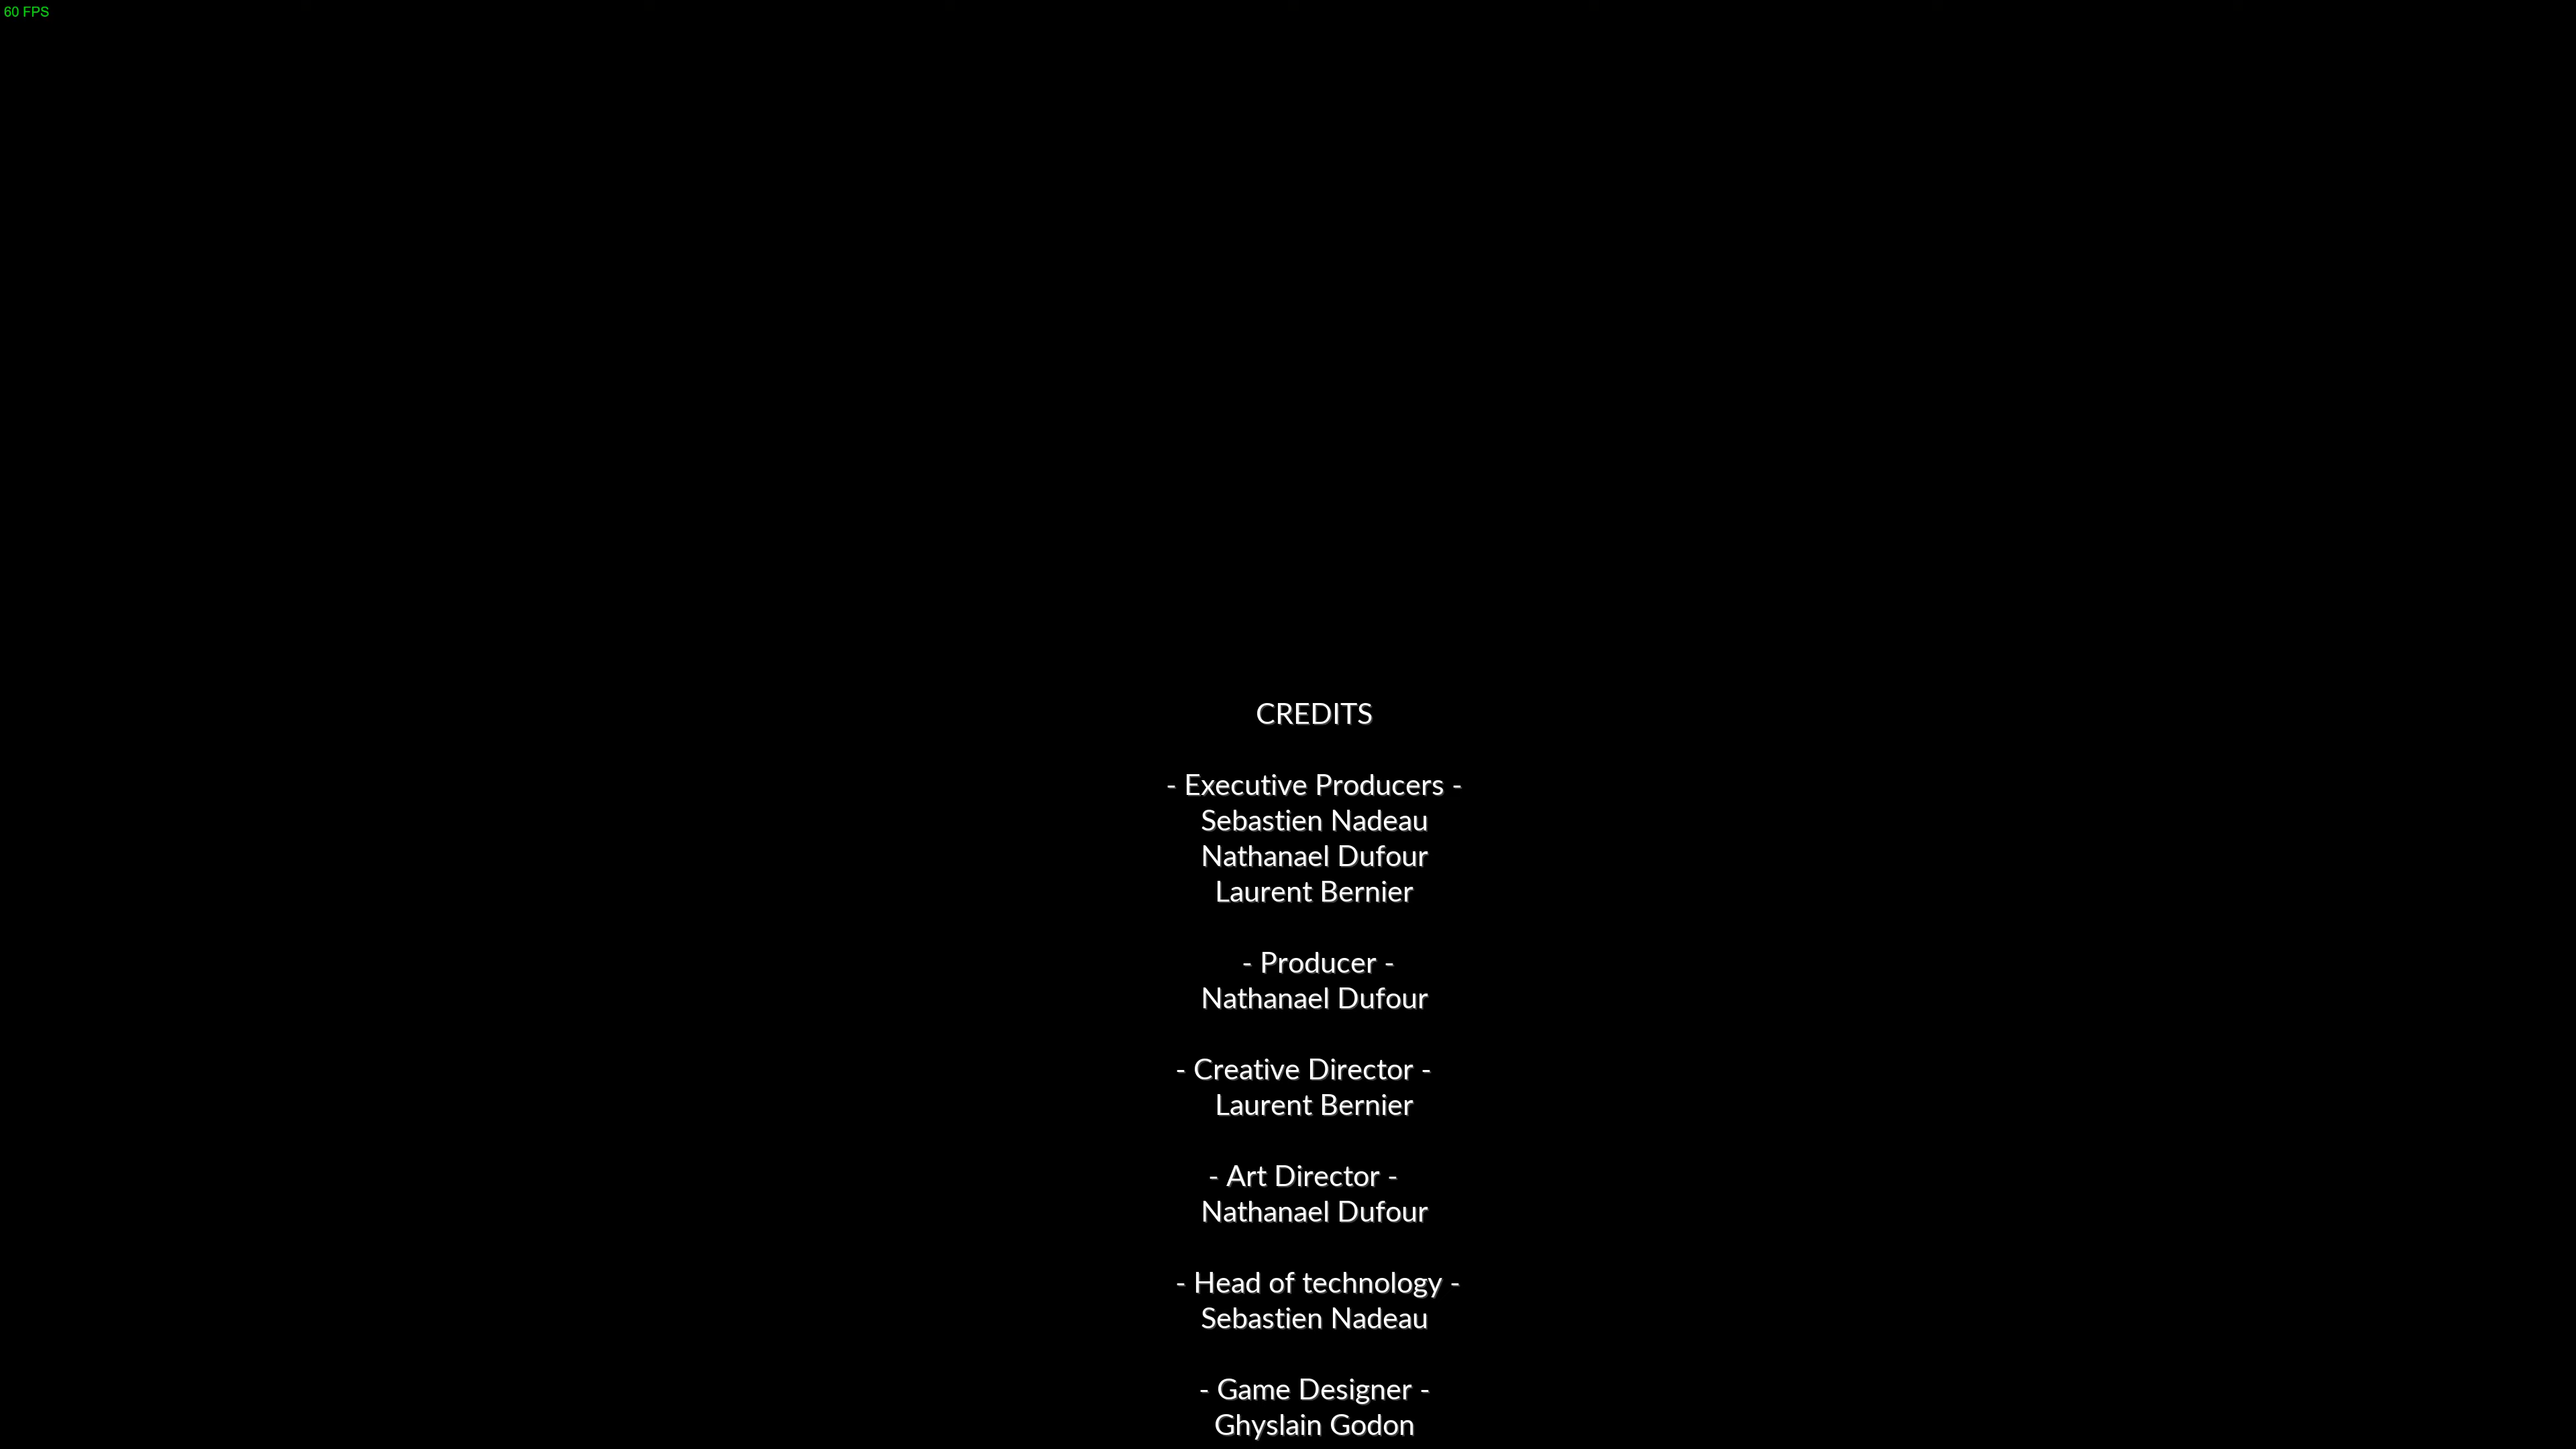 60 FPS
CREDITS
- Executive Producers -
Sebastien Nadeau
Nathanael Dufour
Laurent Bernier
- Producer -
Nathanael Dufour
- Creative Director -
Laurent Bernier
- Art Director -
Nathanael Dufour
- Head of technology -
Sebastien Nadeau
- Game Designer -
Ghyslain Godon